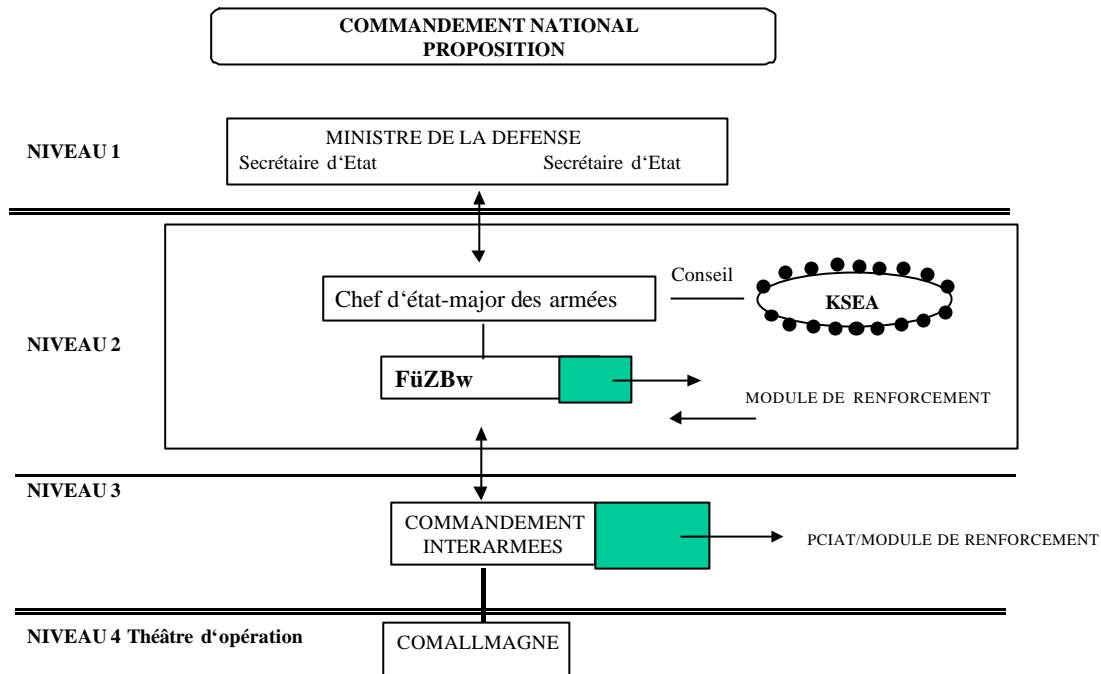 COMMANDEMENT NATIONAL
PROPOSITION
NIVEAU 1
MINISTRE DE LA DEFENSE
Secrétaire d‘Etat Secrétaire d‘Etat
NIVEAU 2
Chef d‘état-major des armées
Conseil
KSEA
FüZBw
MODULE DE RENFORCEMENT
NIVEAU 3
COMMANDEMENT
INTERARMEES
PCIAT/MODULE DE RENFORCEMENT
NIVEAU 4 Théâtre d‘opération
COMALLMAGNE